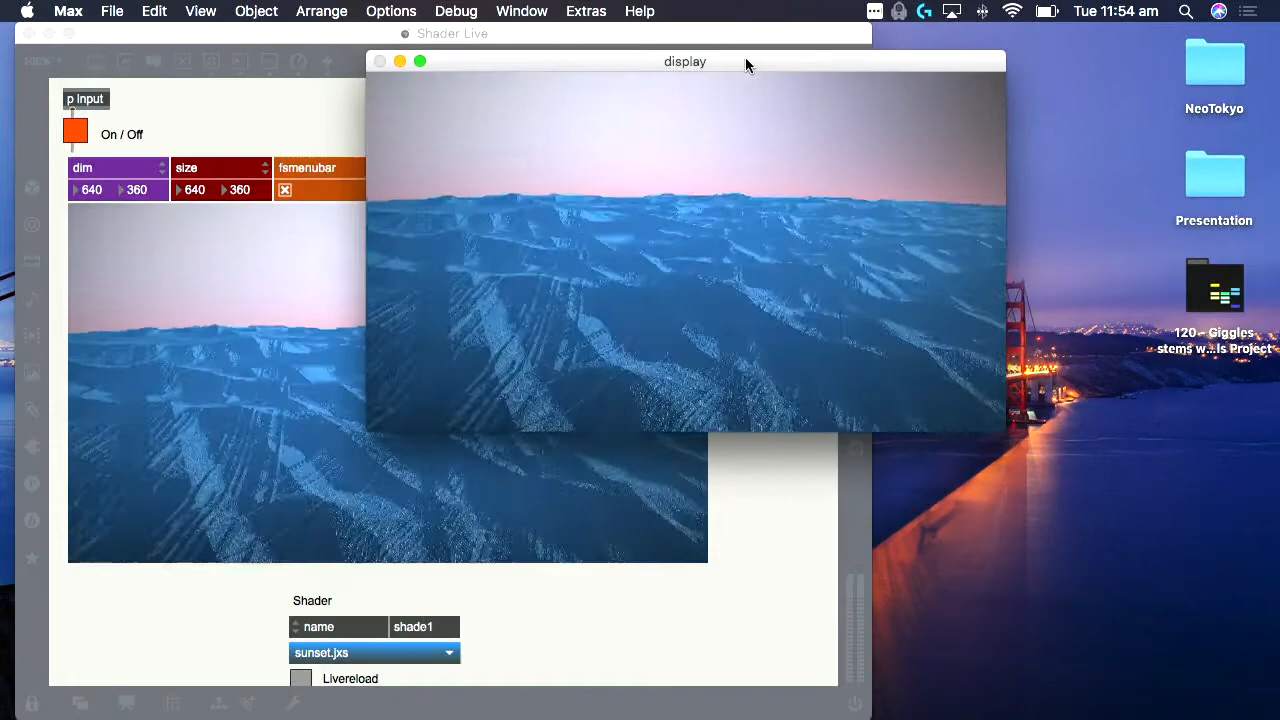 Max File Edit View Object Arrange Options Debug Window Extras Help
Tue 11:54 am
Shader Live
100%
display
p Input
On / Off
dim size fsmenubar
640 360 640 360
Shader
name shade1
sunset.jxs
Livereload
NeoTokyo
Presentation
120 - Giggles
stems w...ls Project